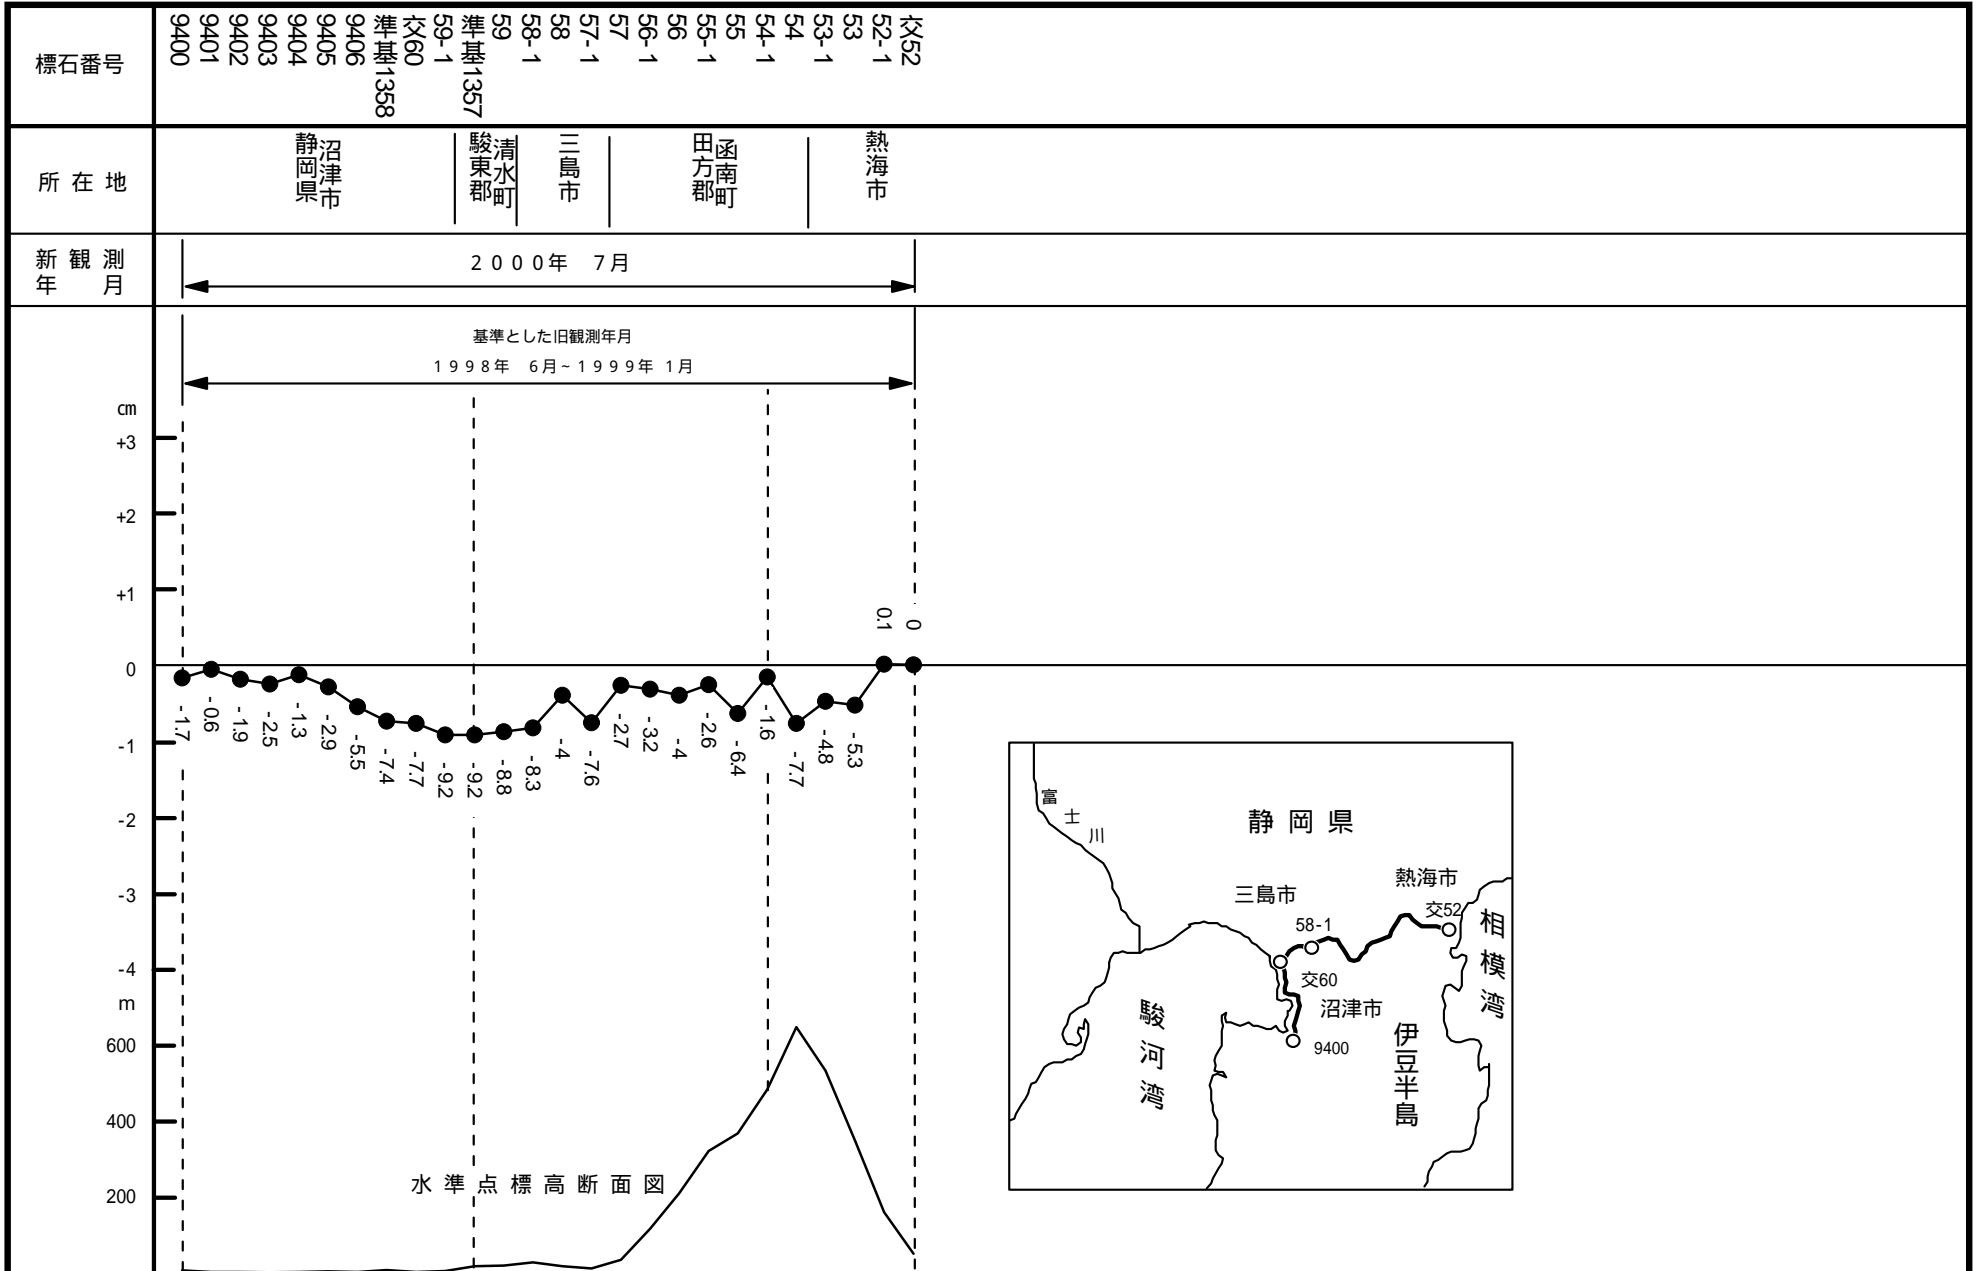 標石番号
9400
9401
9402
9403
9404
9405
9406
準基1358
交60
59-1
準基1357
59
58-1
58
57-1
57
56-1
56
55-1
55
54-1
54
53-1
53
52-1
交52
所在地
静岡県
沼津市
駿東郡
清水町
三島市
田方郡
函南町
熱海市
新観測
年 月
2000年 7月
基準とした旧観測年月
1998年 6月~1999年 1月
cm
+3
+2
+1
0
-1
-2
-3
-4
-1.7
-0.6
-1.9
-2.5
-1.3
-2.9
-5.5
-7.4
-7.7
-9.2
-9.2
-8.8
-8.3
-4
-7.6
-2.7
-3.2
-4
-2.6
-6.4
-1.6
-7.7
-4.8
-5.3
0.1
0
m
600
400
200
水準点標高断面図
富士川
静岡県
三島市
熱海市
58-1
交52
相模湾
交60
沼津市
駿河湾
9400
伊豆半島